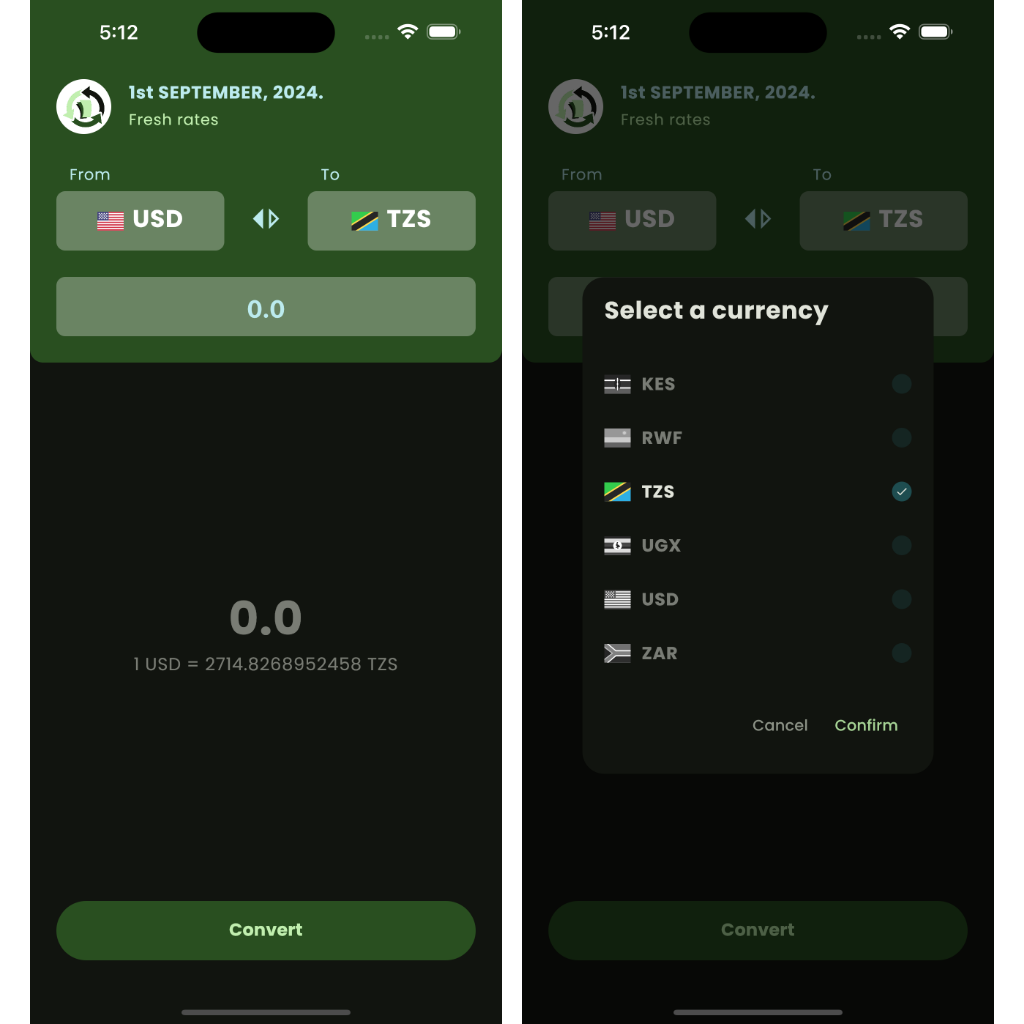 5:12
1st SEPTEMBER, 2024.
Fresh rates
From To
USD TZS
0.0
0.0
1 USD = 2714.8268952458 TZS
Convert
5:12
1st SEPTEMBER, 2024.
Fresh rates
From To
USD TZS
Select a currency
KES
RWF
TZS
UGX
USD
ZAR
Cancel Confirm
Convert